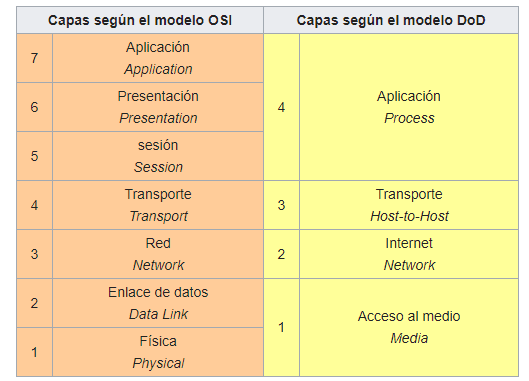 Capas según el modelo OSI
Capas según el modelo DoD
7
Aplicación
Application
4
Aplicación
Process
6
Presentación
Presentation
5
sesión
Session
4
Transporte
Transport
3
Transporte
Host-to-Host
3
Red
Network
2
Internet
Network
2
Enlace de datos
Data Link
1
Acceso al medio
Media
1
Física
Physical